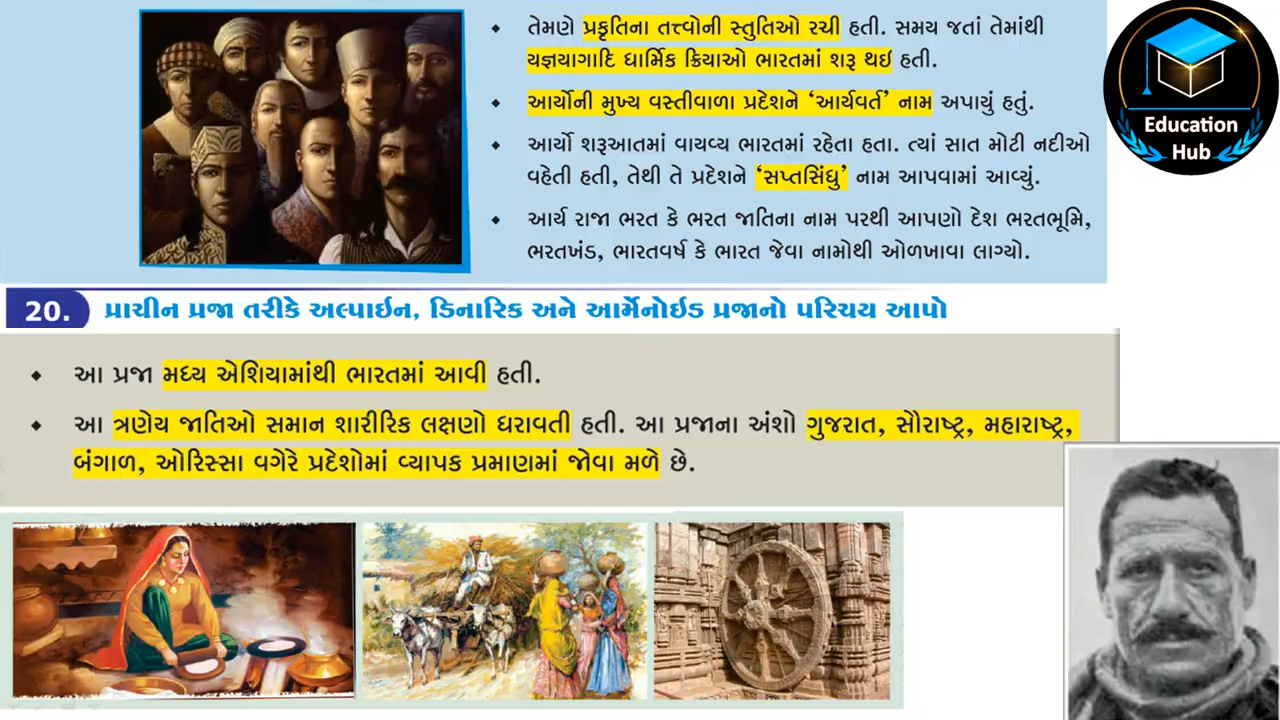 ◆ તેમણે પ્રકૃતિના તત્ત્વોની સ્તુતિઓ રચી હતી. સમય જતાં તેમાંથી
યજ્ઞયાગાદિ ધાર્મિક ક્રિયાઓ ભારતમાં શરૂ થઇ હતી.
◆ આર્યોની મુખ્ય વસ્તીવાળા પ્રદેશને ‘આર્યવર્ત’ નામ અપાયું હતું.
◆ આર્યો શરૂઆતમાં વાયવ્ય ભારતમાં રહેતા હતા. ત્યાં સાત મોટી નદીઓ
વહેતી હતી, તેથી તે પ્રદેશને ‘સપ્તસિંધુ’ નામ આપવામાં આવ્યું.
◆ આર્ય રાજા ભરત કે ભરત જાતિના નામ પરથી આપણો દેશ ભરતભૂમિ,
ભરતખંડ, ભારતવર્ષ કે ભારત જેવા નામોથી ઓળખાવા લાગ્યો.
Education
Hub
20. પ્રાચીન પ્રજા તરીકે અલ્પાઇન, ડિનારિક અને આર્મેનોઇડ પ્રજાનો પરિચય આપો
◆ આ પ્રજા મધ્ય એશિયામાંથી ભારતમાં આવી હતી.
◆ આ ત્રણેય જાતિઓ સમાન શારીરિક લક્ષણો ધરાવતી હતી. આ પ્રજાના અંશો ગુજરાત, સૌરાષ્ટ્ર, મહારાષ્ટ્ર,
બંગાળ, ઓરિસ્સા વગેરે પ્રદેશોમાં વ્યાપક પ્રમાણમાં જોવા મળે છે.